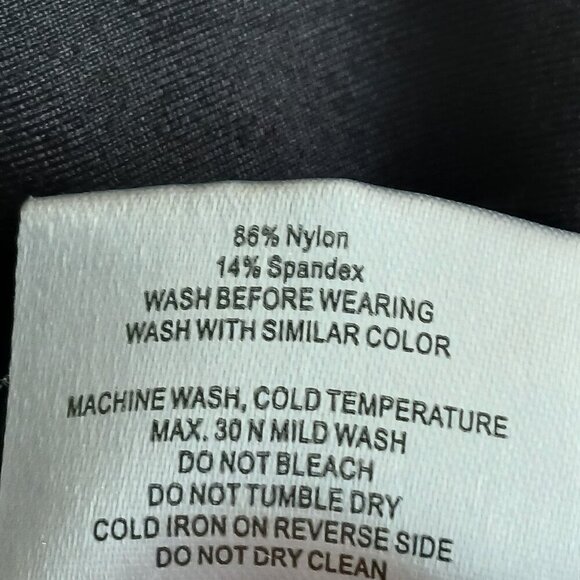 86% Nylon
14% Spandex
WASH BEFORE WEARING
WASH WITH SIMILAR COLOR
MACHINE WASH, COLD TEMPERATURE
MAX. 30 N MILD WASH
DO NOT BLEACH
DO NOT TUMBLE DRY
COLD IRON ON REVERSE SIDE
DO NOT DRY CLEAN